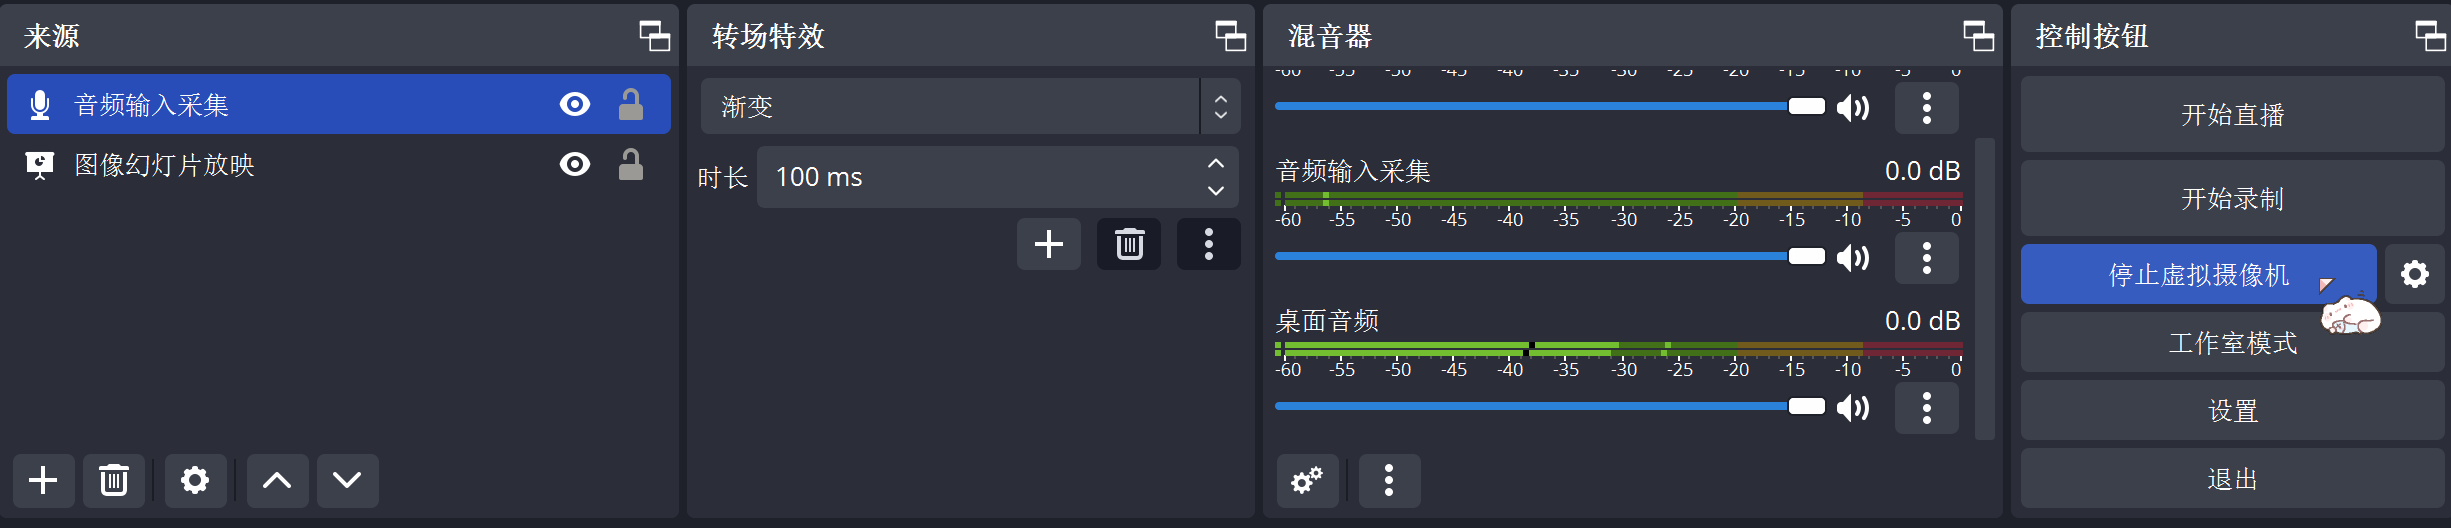 来源
音频输入采集
图像幻灯片放映
转场特效
渐变
时长 100 ms
混音器
-60 -55 -50 -45 -40 -35 -30 -25 -20 -15 -10 -5 0
音频输入采集 0.0 dB
-60 -55 -50 -45 -40 -35 -30 -25 -20 -15 -10 -5 0
桌面音频 0.0 dB
-60 -55 -50 -45 -40 -35 -30 -25 -20 -15 -10 -5 0
控制按钮
开始直播
开始录制
停止虚拟摄像机
工作室模式
设置
退出